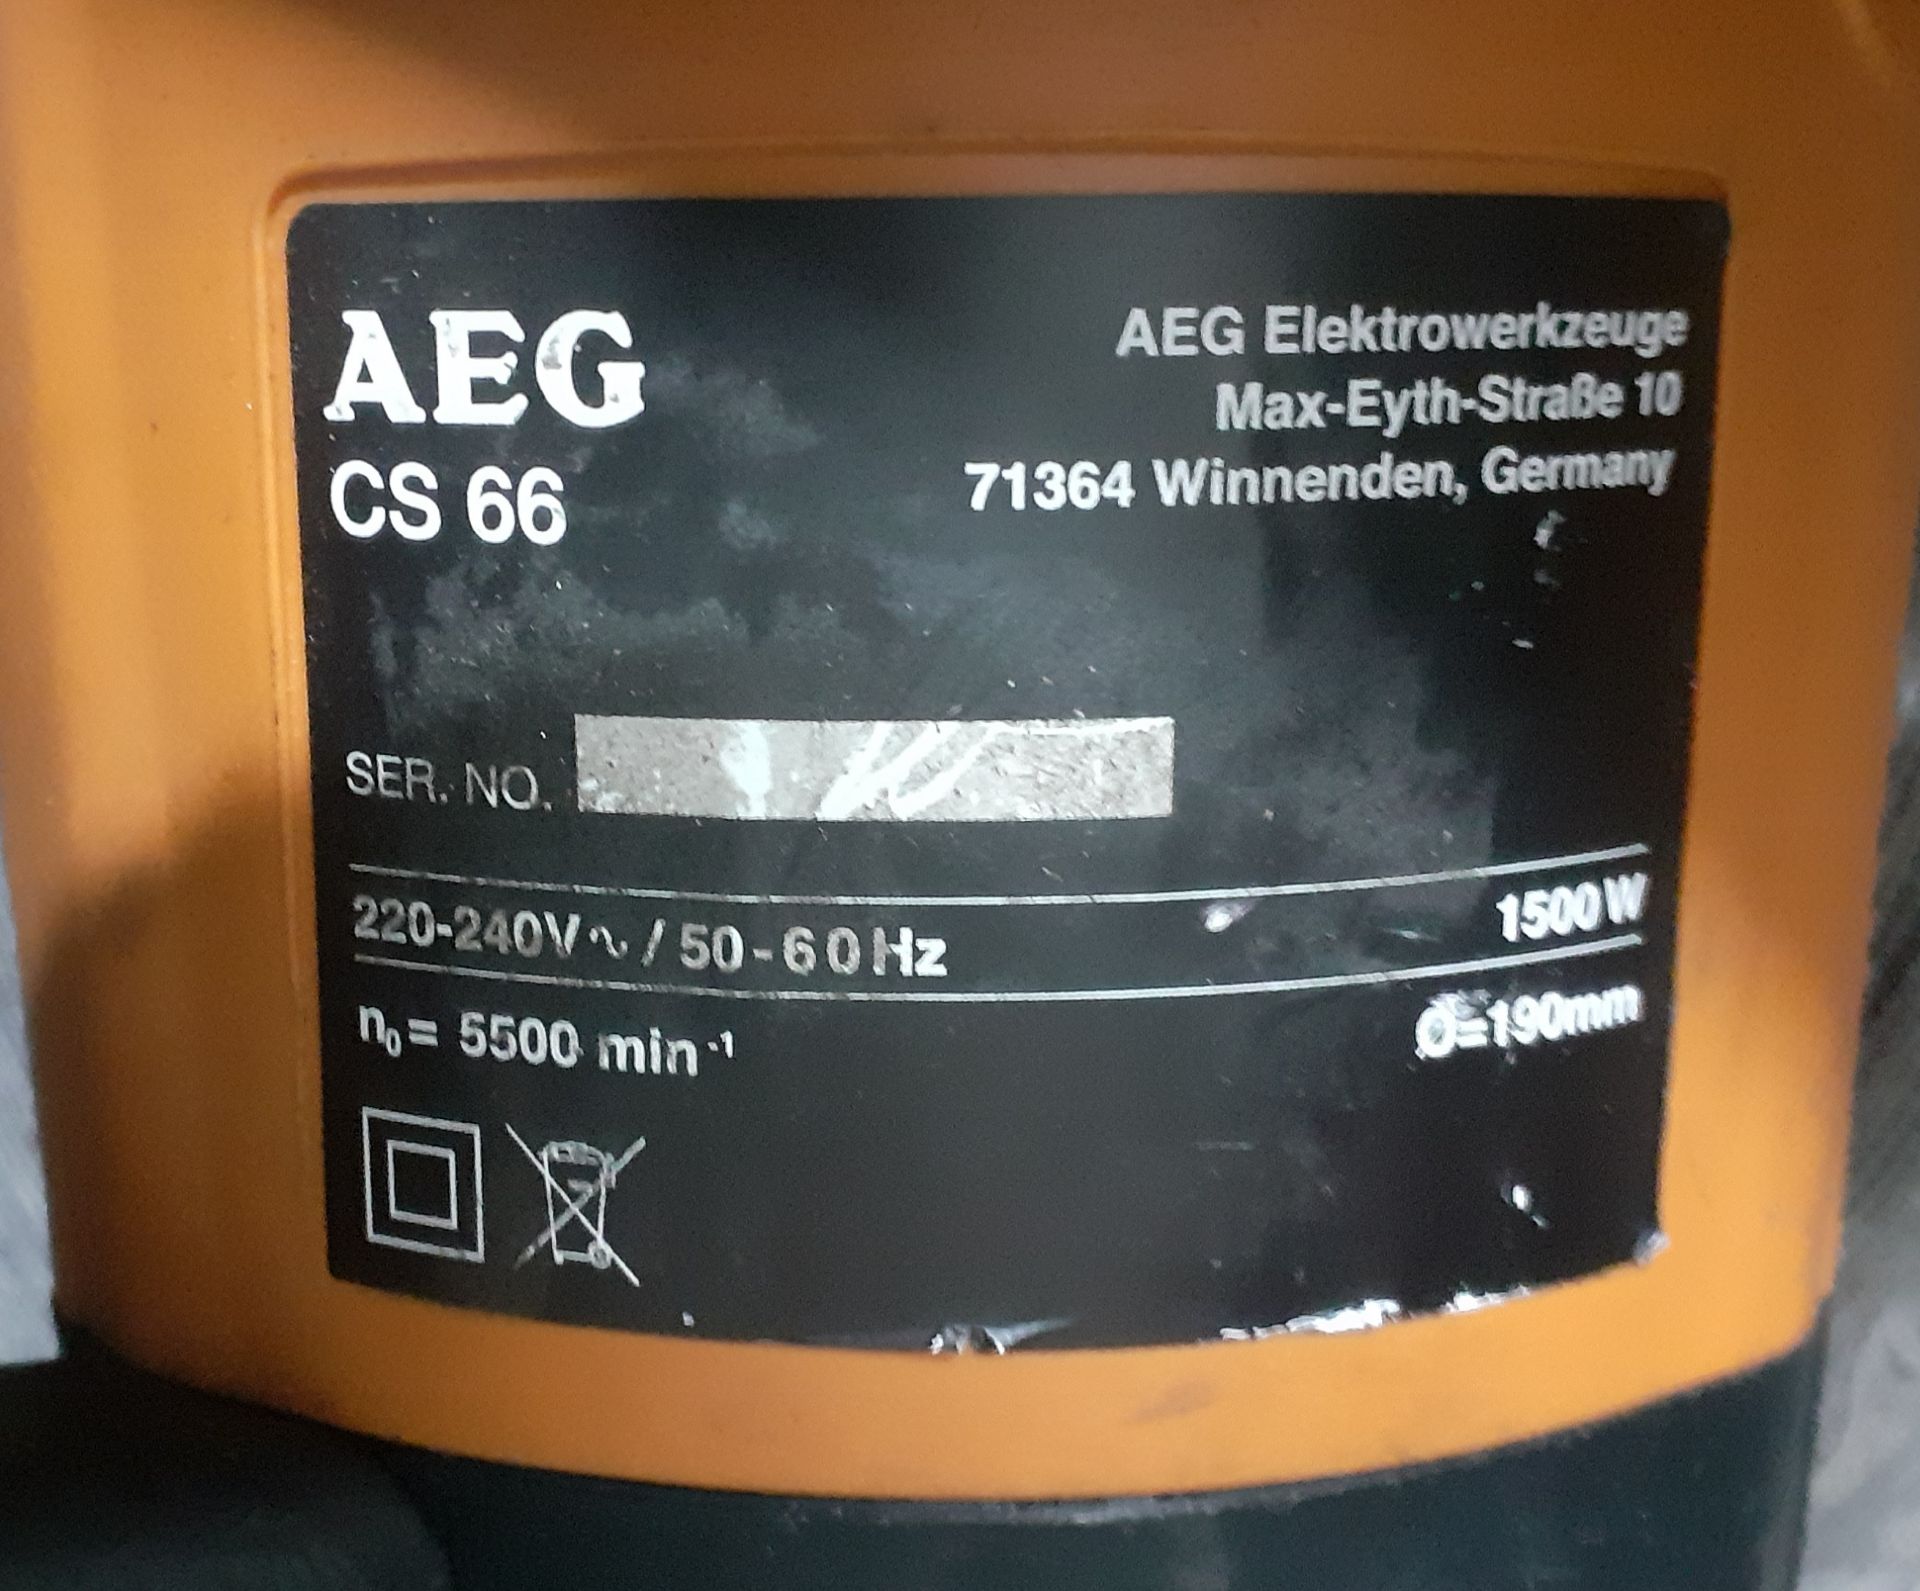 AEG
CS 66
AEG Elektrowerkzeuge
Max-Eyth-Straße 10
71364 Winnenden, Germany
SER. NO.
220-240V ~ / 50-60Hz
1500W
n₀= 5500 min⁻¹
Ø=190mm